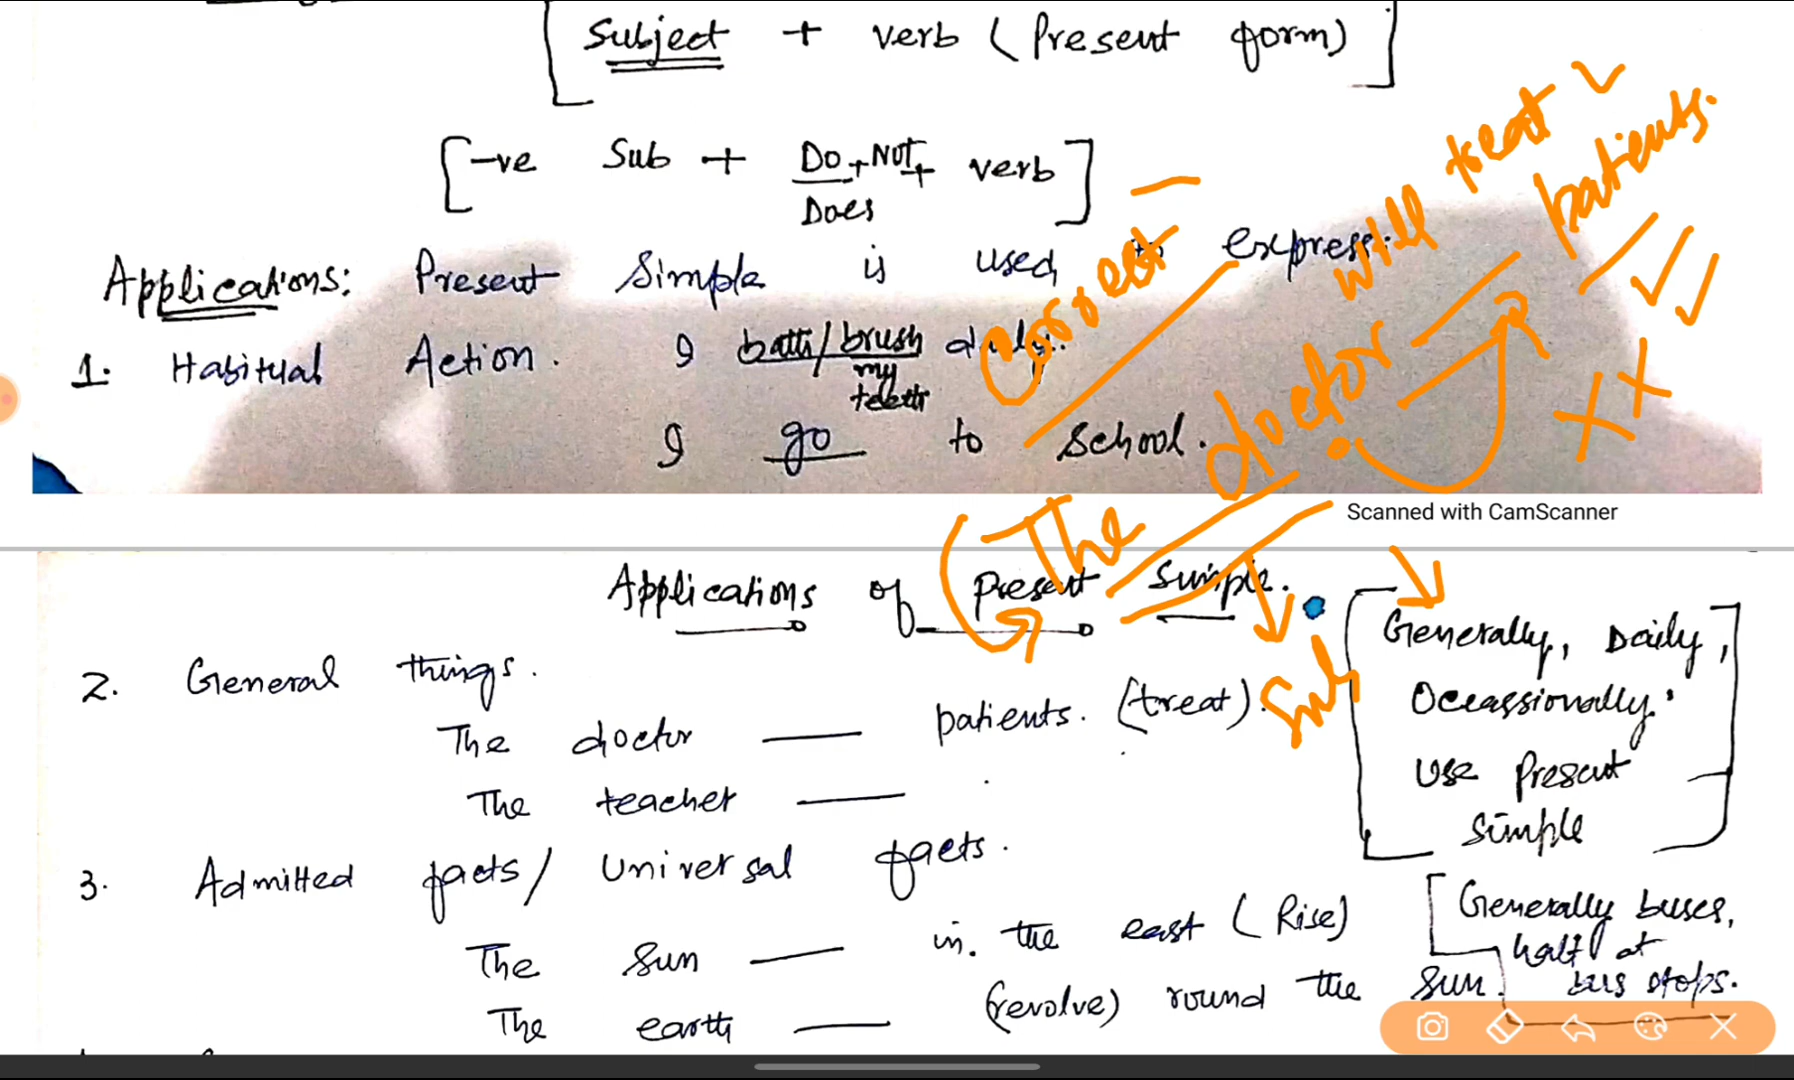 [Subject + verb (Present form)]
[-ve Sub + Do + NOT + verb]
Does
Applications: Present Simple is used to express:
1. Habitual Action. I bath/brush daily.
my
teeth
I go to School.
Correct
The doctor will treat patients.
Scanned with CamScanner
Applications of Present Simple.
Sub
[Generally, Daily,
Occassionally.
Use Present
Simple]
2. General things.
The doctor ___ patients. (treat).
The teacher ___
3. Admitted facts/ Universal facts.
The Sun ___ in. the east (Rise)
The earth ___ (revolve) round the Sun.
[Generally buses,
halt at
bus stops.